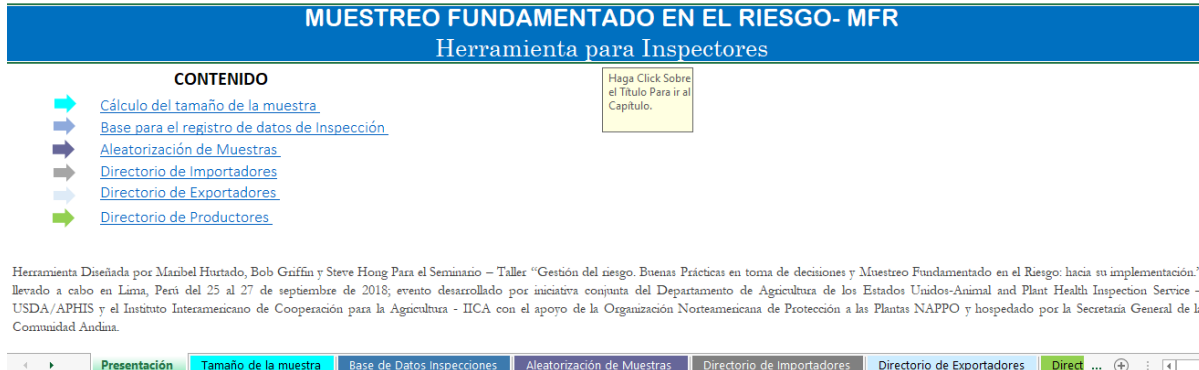 MUESTREO FUNDAMENTADO EN EL RIESGO- MFR
Herramienta para Inspectores
CONTENIDO
Haga Click Sobre
el Título Para ir al
Capítulo.
Cálculo del tamaño de la muestra
Base para el registro de datos de Inspección
Aleatorización de Muestras
Directorio de Importadores
Directorio de Exportadores
Directorio de Productores
Herramienta Diseñada por Maribel Hurtado, Bob Griffin y Steve Hong Para el Seminario – Taller “Gestión del riesgo. Buenas Prácticas en toma de decisiones y Muestreo Fundamentado en el Riesgo: hacia su implementación.”
llevado a cabo en Lima, Perú del 25 al 27 de septiembre de 2018; evento desarrollado por iniciativa conjunta del Departamento de Agricultura de los Estados Unidos-Animal and Plant Health Inspection Service -
USDA/APHIS y el Instituto Interamericano de Cooperación para la Agricultura - IICA con el apoyo de la Organización Norteamericana de Protección a las Plantas NAPPO y hospedado por la Secretaría General de la
Comunidad Andina.
Presentación Tamaño de la muestra Base de Datos Inspecciones Aleatorización de Muestras Directorio de Importadores Directorio de Exportadores Direct ...